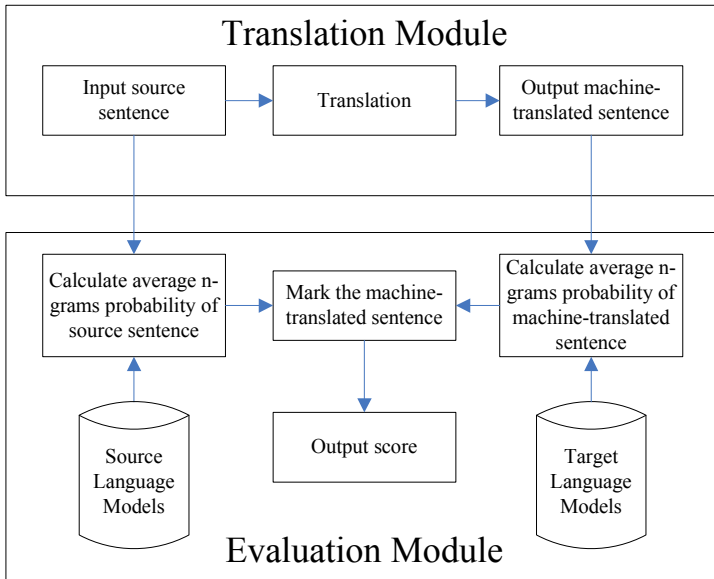 Translation Module
Input source
sentence
Translation
Output machine-
translated sentence
Calculate average n-
grams probability of
source sentence
Mark the machine-
translated sentence
Calculate average n-
grams probability of
machine-translated
sentence
Source
Language
Models
Output score
Target
Language
Models
Evaluation Module